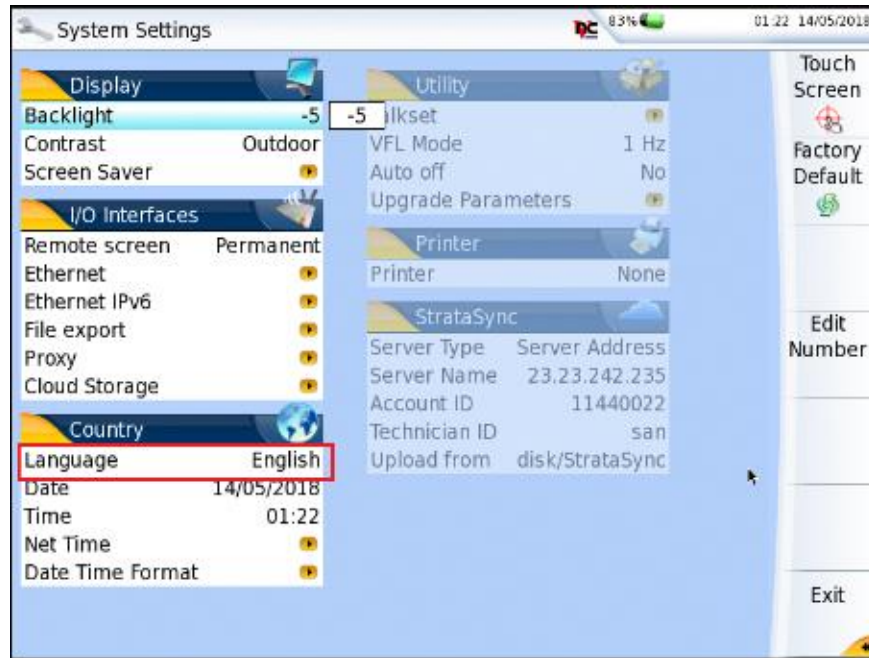 System Settings
DC 83% 01:22 14/05/2018
Display
Backlight -5 -5
Contrast Outdoor
Screen Saver
I/O Interfaces
Remote screen Permanent
Ethernet
Ethernet IPv6
File export
Proxy
Cloud Storage
Country
Language English
Date 14/05/2018
Time 01:22
Net Time
Date Time Format
Utility
alkset
VFL Mode 1 Hz
Auto off No
Upgrade Parameters
Printer
Printer None
StrataSync
Server Type Server Address
Server Name 23.23.242.235
Account ID 11440022
Technician ID san
Upload from disk/StrataSync
Touch
Screen
Factory
Default
Edit
Number
Exit